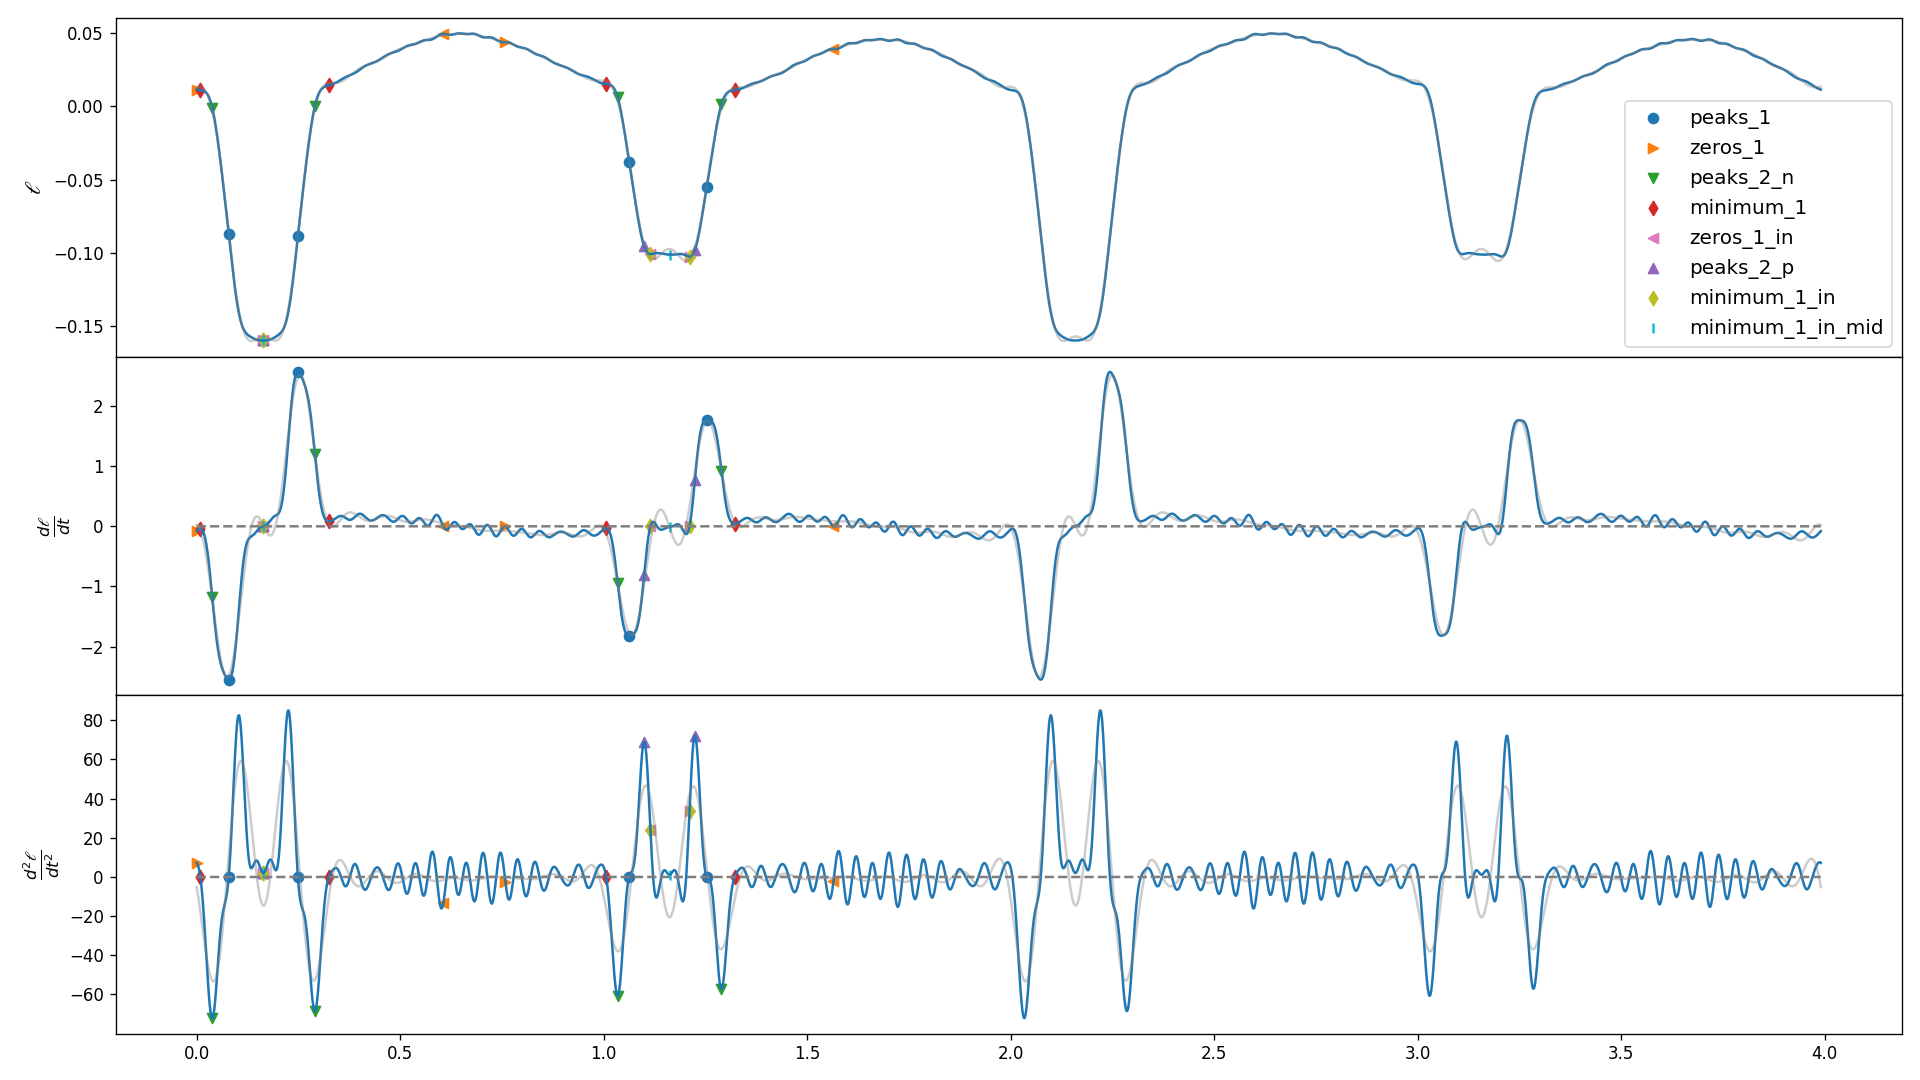 0.05
0.00
−0.05
−0.10
−0.15
ℓ
peaks_1
zeros_1
peaks_2_n
minimum_1
zeros_1_in
peaks_2_p
minimum_1_in
minimum_1_in_mid
2
1
0
−1
−2
dℓ
dt
80
60
40
20
0
−20
−40
−60
d²ℓ
dt²
0.0 0.5 1.0 1.5 2.0 2.5 3.0 3.5 4.0